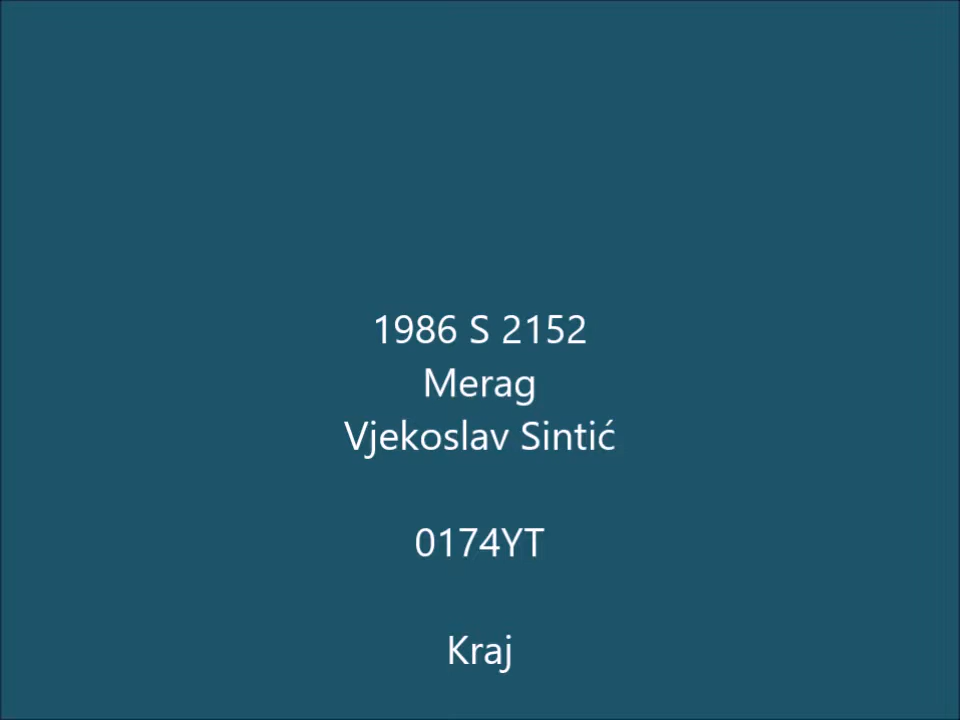 1986 S 2152
Merag
Vjekoslav Sintić
0174YT
Kraj